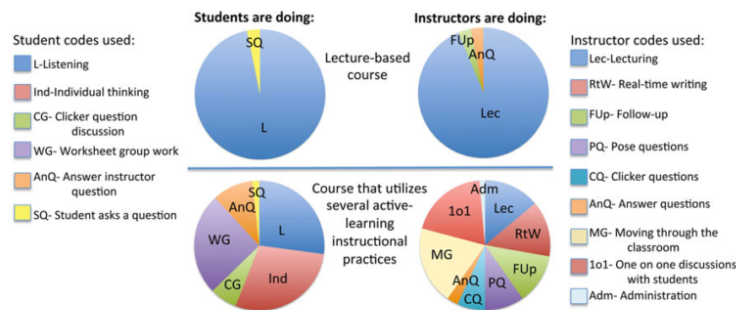 Students are doing:
Instructors are doing:
Student codes used:
L-Listening
Ind-Individual thinking
CG- Clicker question
discussion
WG- Worksheet group work
AnQ- Answer instructor
question
SQ- Student asks a question
SQ
L
Lecture-based
course
FUp
AnQ
Lec
SQ
AnQ
L
WG
CG
Ind
Course that utilizes
several active-
learning
instructional
practices
Adm
1o1
Lec
RtW
MG
FUp
AnQ
CQ
PQ
Instructor codes used:
Lec-Lecturing
RtW- Real-time writing
FUp- Follow-up
PQ- Pose questions
CQ- Clicker questions
AnQ- Answer questions
MG- Moving through the
classroom
1o1- One on one discussions
with students
Adm- Administration